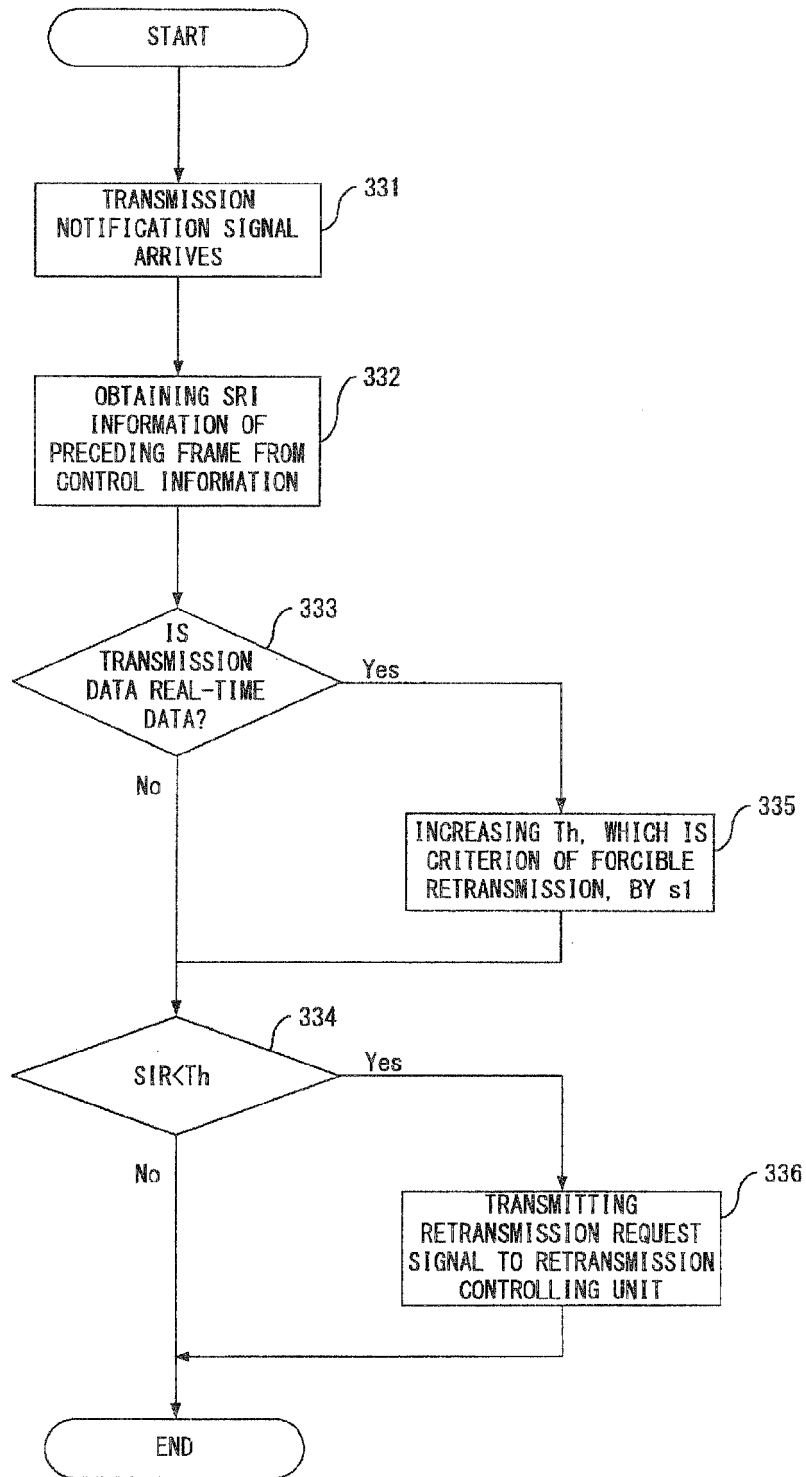 START
331
TRANSMISSION
NOTIFICATION SIGNAL
ARRIVES
332
OBTAINING SRI
INFORMATION OF
PRECEDING FRAME FROM
CONTROL INFORMATION
333
IS
TRANSMISSION
DATA REAL-TIME
DATA?
Yes
No
335
INCREASING Th, WHICH IS
CRITERION OF FORCIBLE
RETRANSMISSION, BY s1
334
SIR<Th
Yes
No
336
TRANSMITTING
RETRANSMISSION REQUEST
SIGNAL TO RETRANSMISSION
CONTROLLING UNIT
END